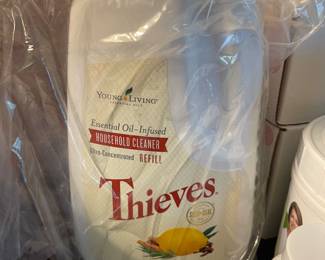 YOUNG LIVING
Essential Oil–Infused
HOUSEHOLD CLEANER
Ultra-Concentrated REFILL
Thieves